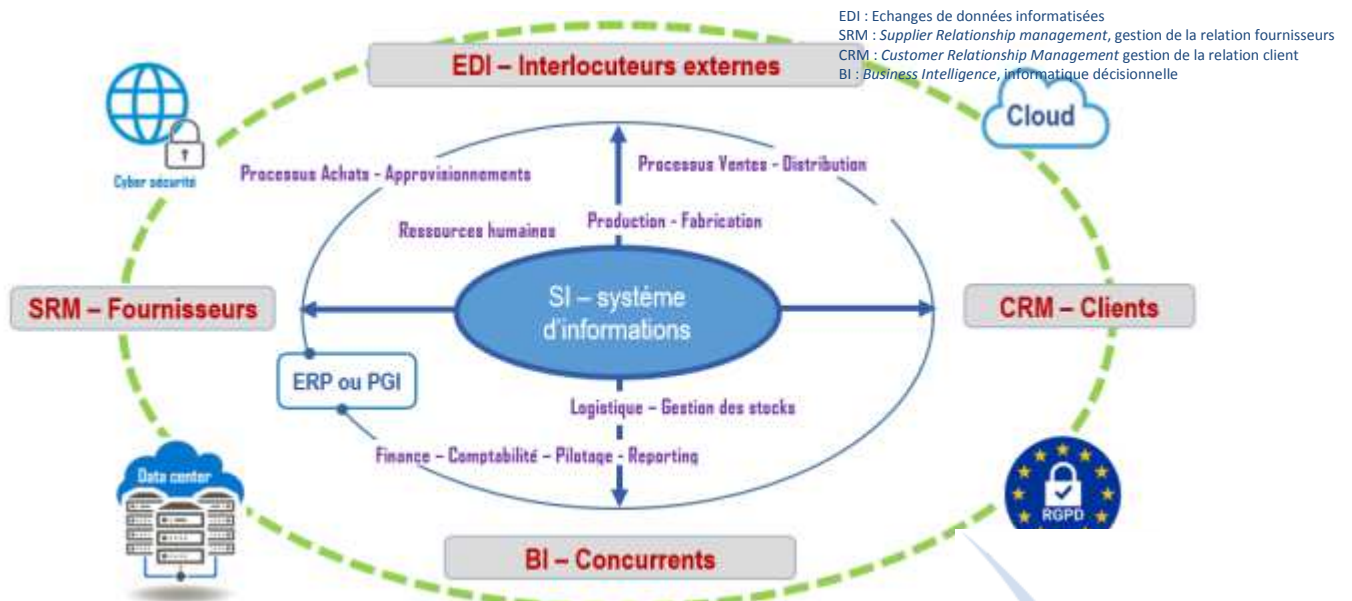 EDI : Echanges de données informatisées
SRM : Supplier Relationship management, gestion de la relation fournisseurs
CRM : Customer Relationship Management gestion de la relation client
BI : Business Intelligence, informatique décisionnelle
EDI – Interlocuteurs externes
Cloud
Cyber sécurité
Processus Achats - Approvisionnements
Processus Ventes - Distribution
Ressources humaines
Production - Fabrication
SRM – Fournisseurs
SI – système
d'informations
CRM – Clients
ERP ou PGI
Logistique – Gestion des stocks
Finance – Comptabilité – Pilotage - Reporting
Data center
RGPD
BI – Concurrents